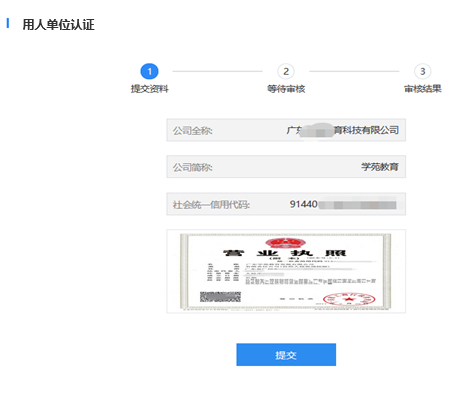 用人单位认证
1
2
3
提交资料
等待审核
审核结果
公司全称:
广东
育科技有限公司
公司简称:
学苑教育
社会统一信用代码:
91440
营业执照
提交